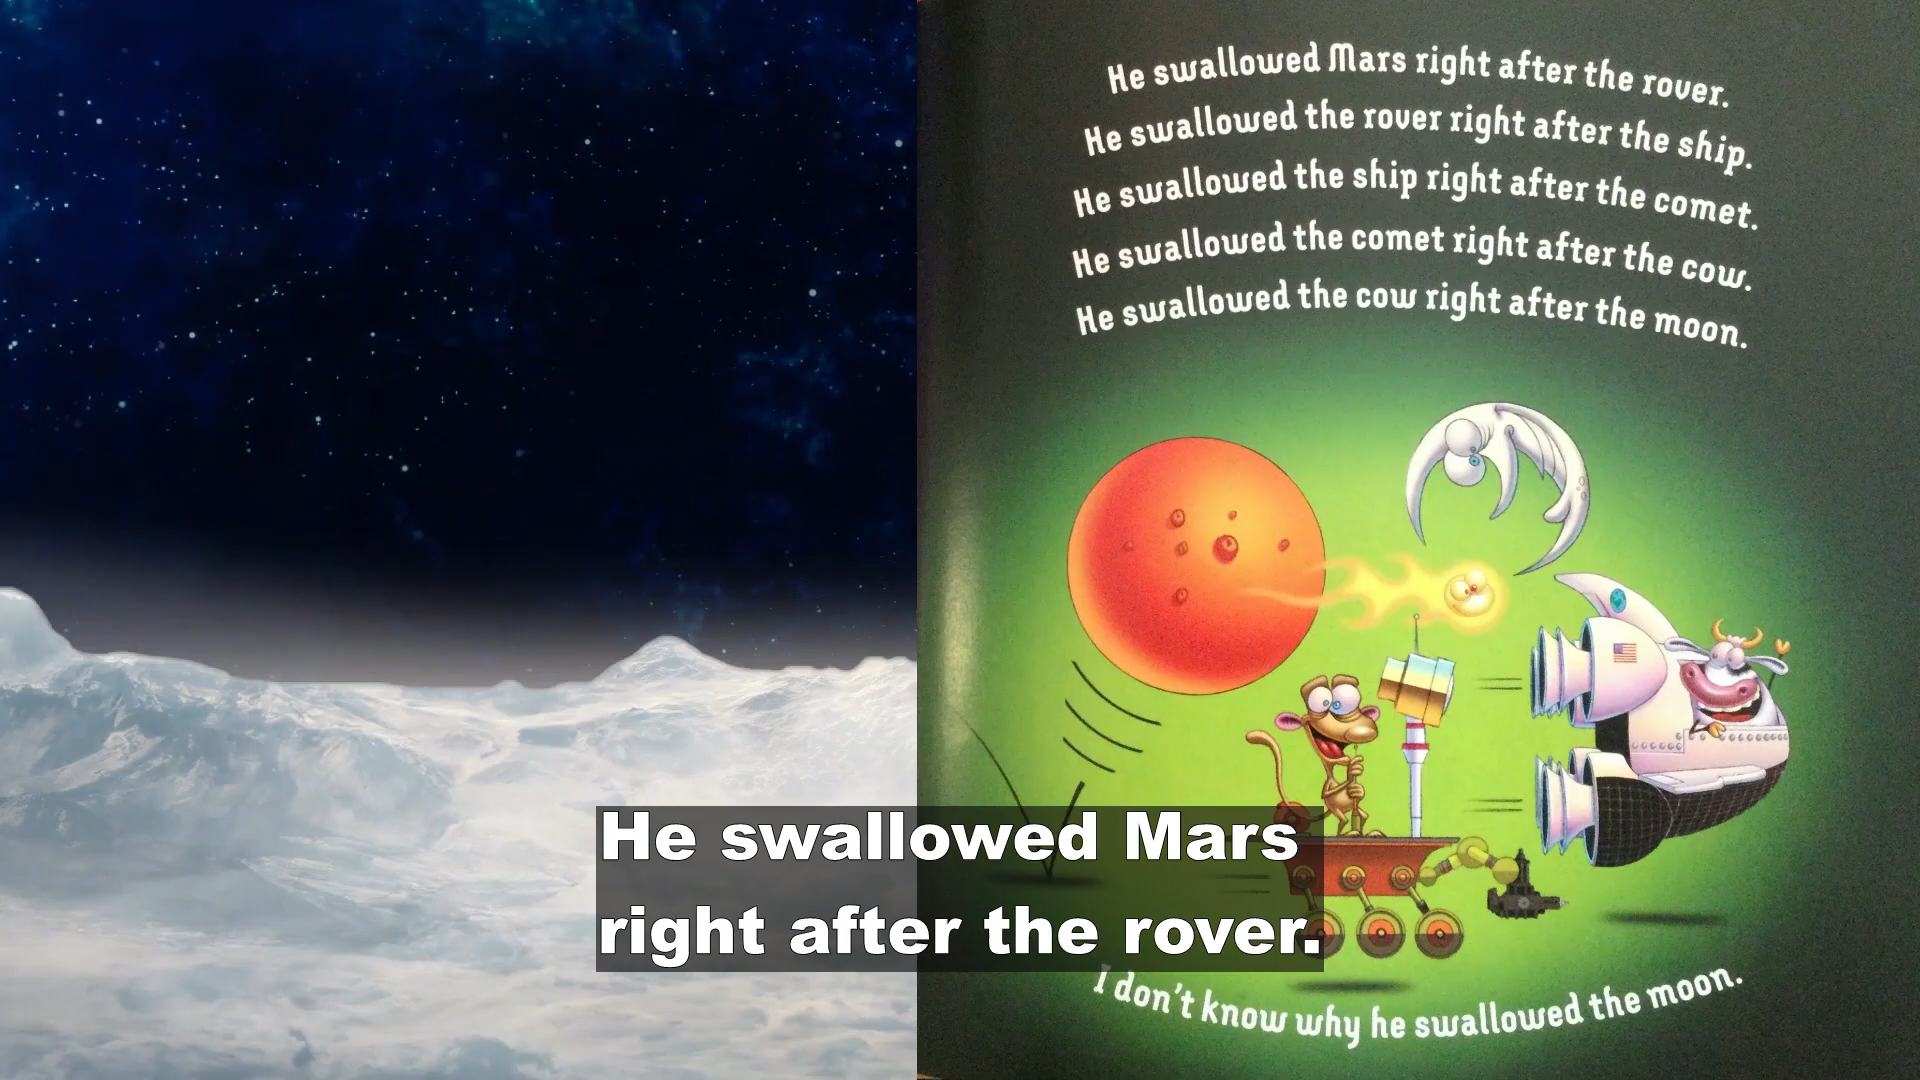 He swallowed Mars right after the rover.
He swallowed the rover right after the ship.
He swallowed the ship right after the comet.
He swallowed the comet right after the cow.
He swallowed the cow right after the moon.
He swallowed Mars
right after the rover.
I don't know why he swallowed the moon.